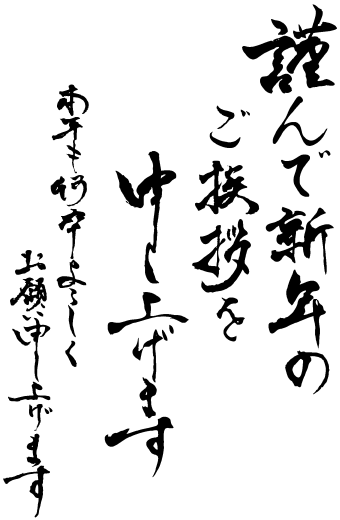 謹んで新年の
ご挨拶を
申し上げます
本年も何卒よろしく
お願い申し上げます